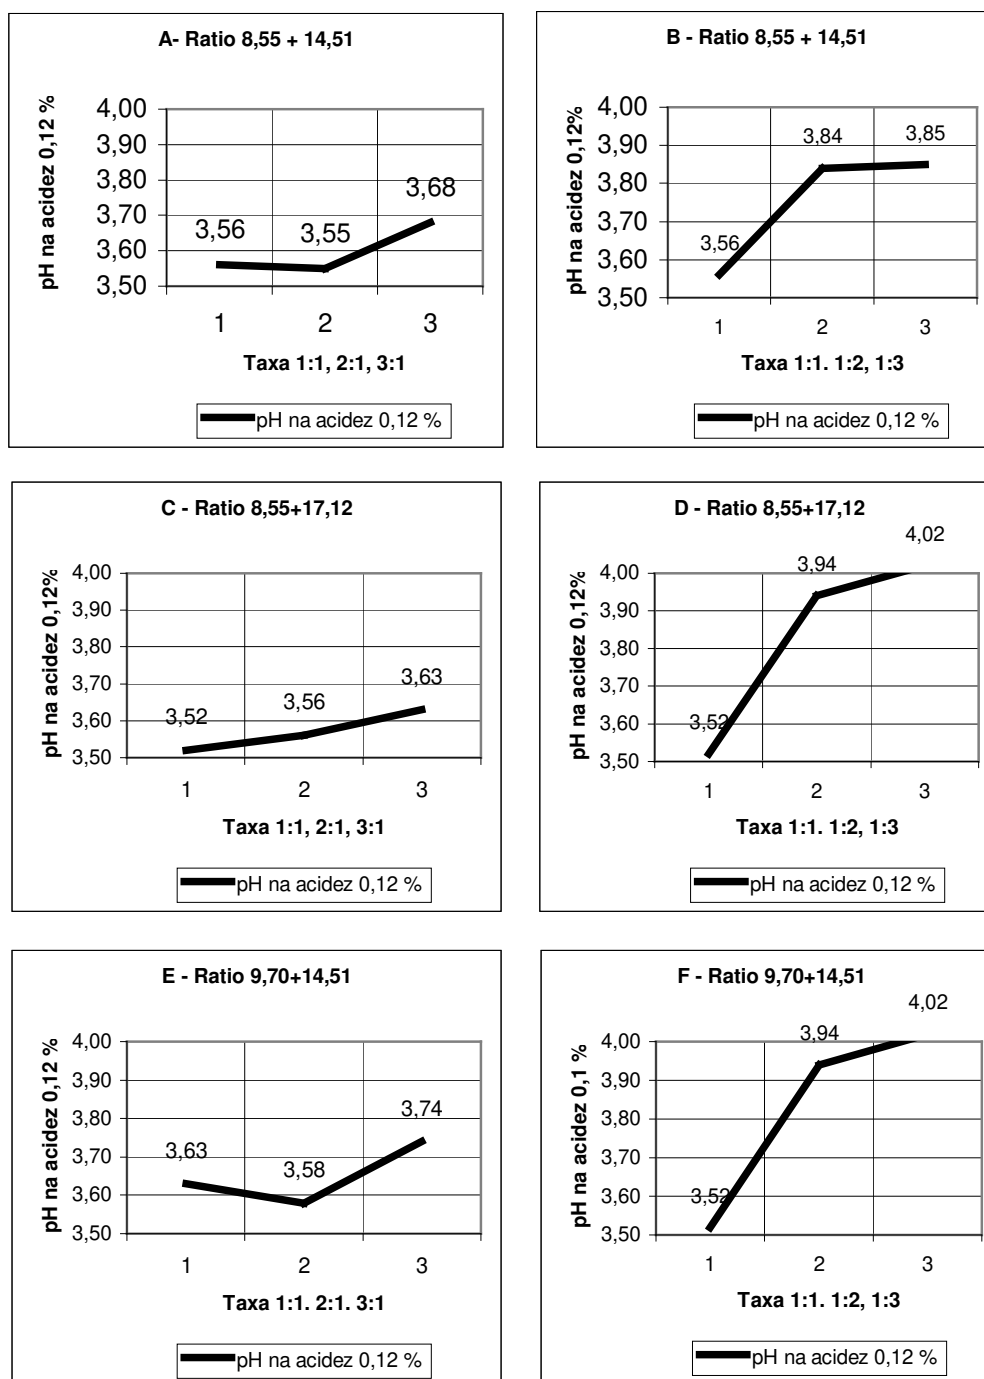 A- Ratio 8,55 + 14,51
pH na acidez 0,12 %
4,00
3,90
3,80
3,70
3,60
3,50
3,56
3,55
3,68
1 2 3
Taxa 1:1, 2:1, 3:1
pH na acidez 0,12 %
B - Ratio 8,55 + 14,51
pH na acidez 0,12%
4,00
3,90
3,80
3,70
3,60
3,50
3,56
3,84
3,85
1 2 3
Taxa 1:1. 1:2, 1:3
pH na acidez 0,12 %
C - Ratio 8,55+17,12
pH na acidez 0,12%
4,00
3,90
3,80
3,70
3,60
3,50
3,52
3,56
3,63
1 2 3
Taxa 1:1, 2:1, 3:1
pH na acidez 0,12 %
D - Ratio 8,55+17,12
pH na acidez 0,12%
4,00
3,90
3,80
3,70
3,60
3,50
3,52
3,94
4,02
1 2 3
Taxa 1:1. 1:2, 1:3
pH na acidez 0,12 %
E - Ratio 9,70+14,51
pH na acidez 0,12 %
4,00
3,90
3,80
3,70
3,60
3,50
3,63
3,58
3,74
1 2 3
Taxa 1:1. 2:1. 3:1
pH na acidez 0,12 %
F - Ratio 9,70+14,51
pH na acidez 0,1 %
4,00
3,90
3,80
3,70
3,60
3,50
3,52
3,94
4,02
1 2 3
Taxa 1:1. 1:2, 1:3
pH na acidez 0,12 %